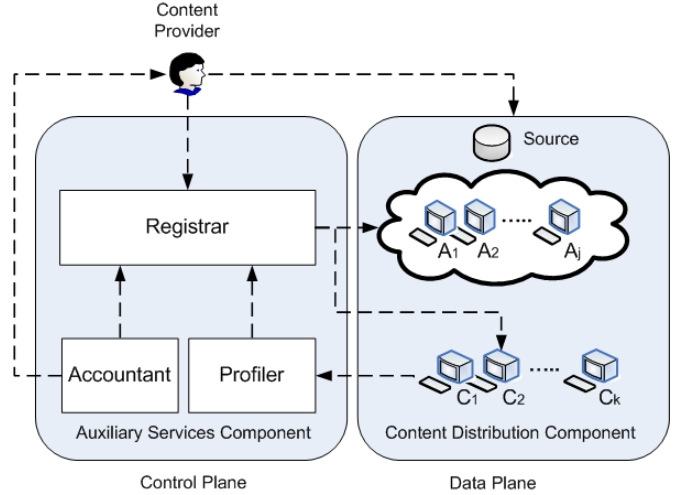 Content
Provider
Source
Registrar
A1 A2 ..... Aj
Accountant
Profiler
C1 C2 ..... Ck
Auxiliary Services Component
Content Distribution Component
Control Plane
Data Plane